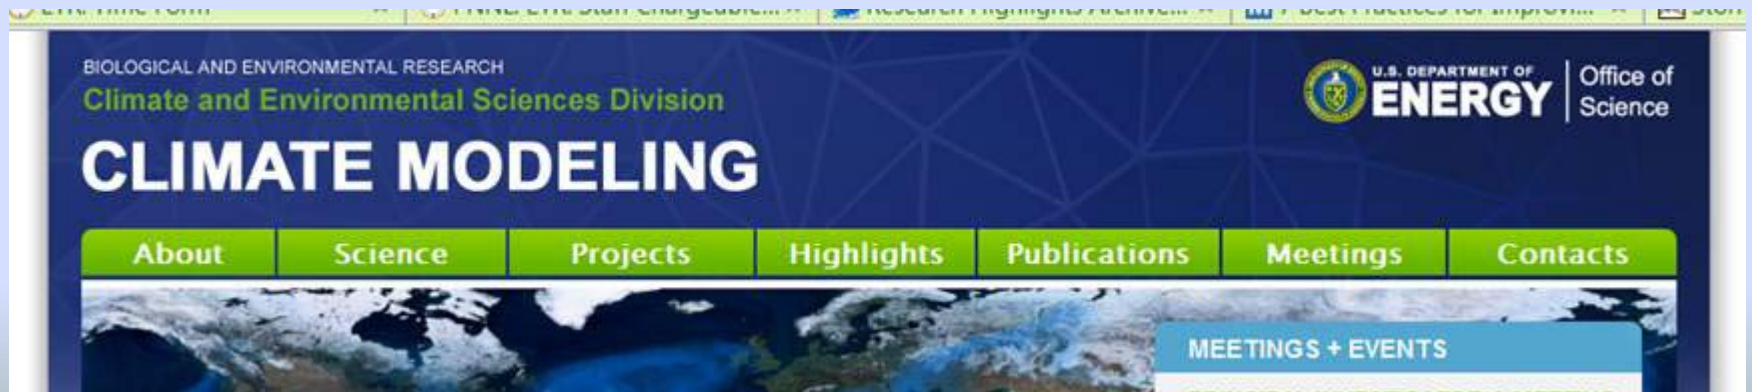 BIOLOGICAL AND ENVIRONMENTAL RESEARCH
Climate and Environmental Sciences Division
CLIMATE MODELING
U.S. DEPARTMENT OF
ENERGY
Office of
Science
About Science Projects Highlights Publications Meetings Contacts
MEETINGS + EVENTS